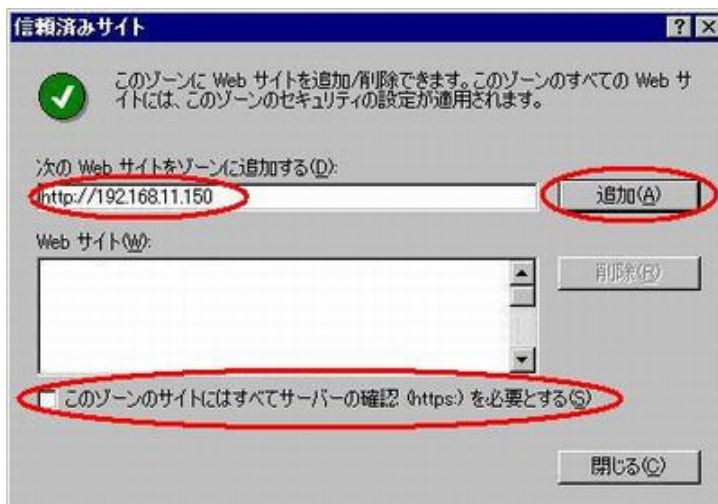 信頼済みサイト
このゾーンに Web サイトを追加/削除できます。このゾーンのすべての Web サ
イトには、このゾーンのセキュリティの設定が適用されます。
次の Web サイトをゾーンに追加する(D):
http://192.168.11.150
追加(A)
Web サイト(W):
削除(R)
このゾーンのサイトにはすべてサーバーの確認 (https:) を必要とする(S)
閉じる(C)